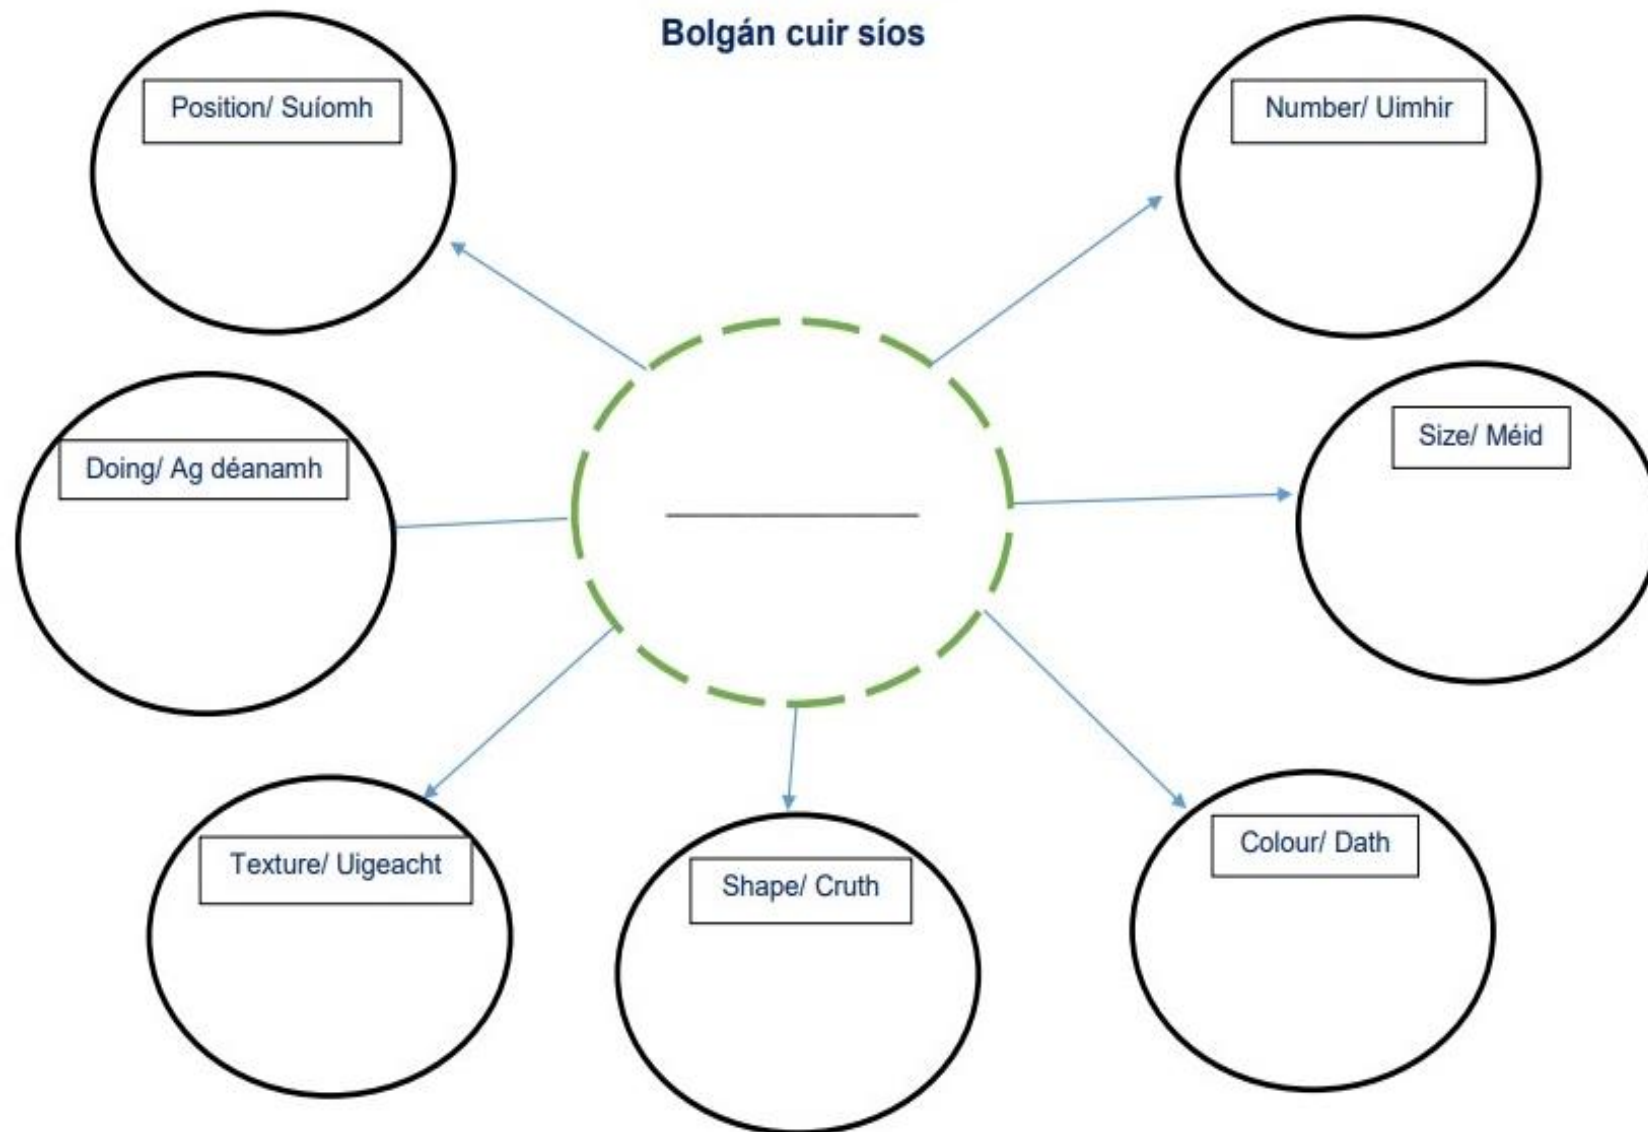 Bolgán cuir síos
Position/ Suíomh
Number/ Uimhir
Doing/ Ag déanamh
Size/ Méid
Texture/ Uigeacht
Shape/ Cruth
Colour/ Dath